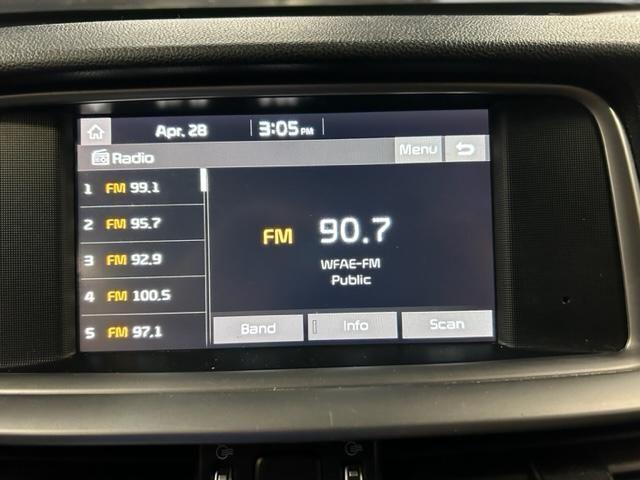 Apr. 28 3:05 PM
Radio Menu
1 FM 99.1
2 FM 95.7
3 FM 92.9
4 FM 100.5
5 FM 97.1
FM 90.7
WFAE-FM
Public
Band Info Scan